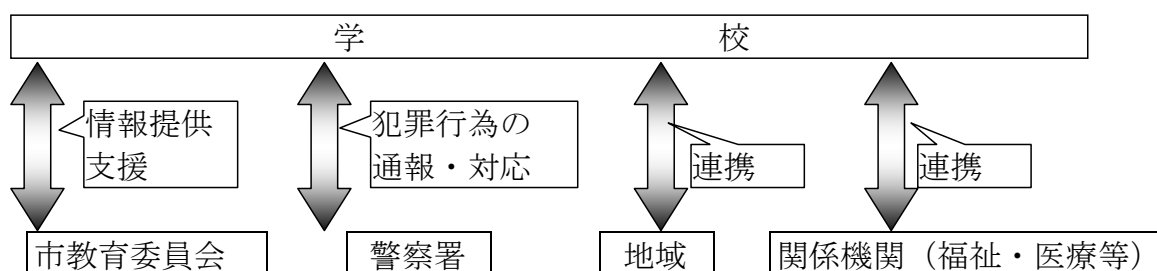 学 校
情報提供
支援
犯罪行為の
通報・対応
連携
連携
市教育委員会
警察署
地域
関係機関（福祉・医療等）